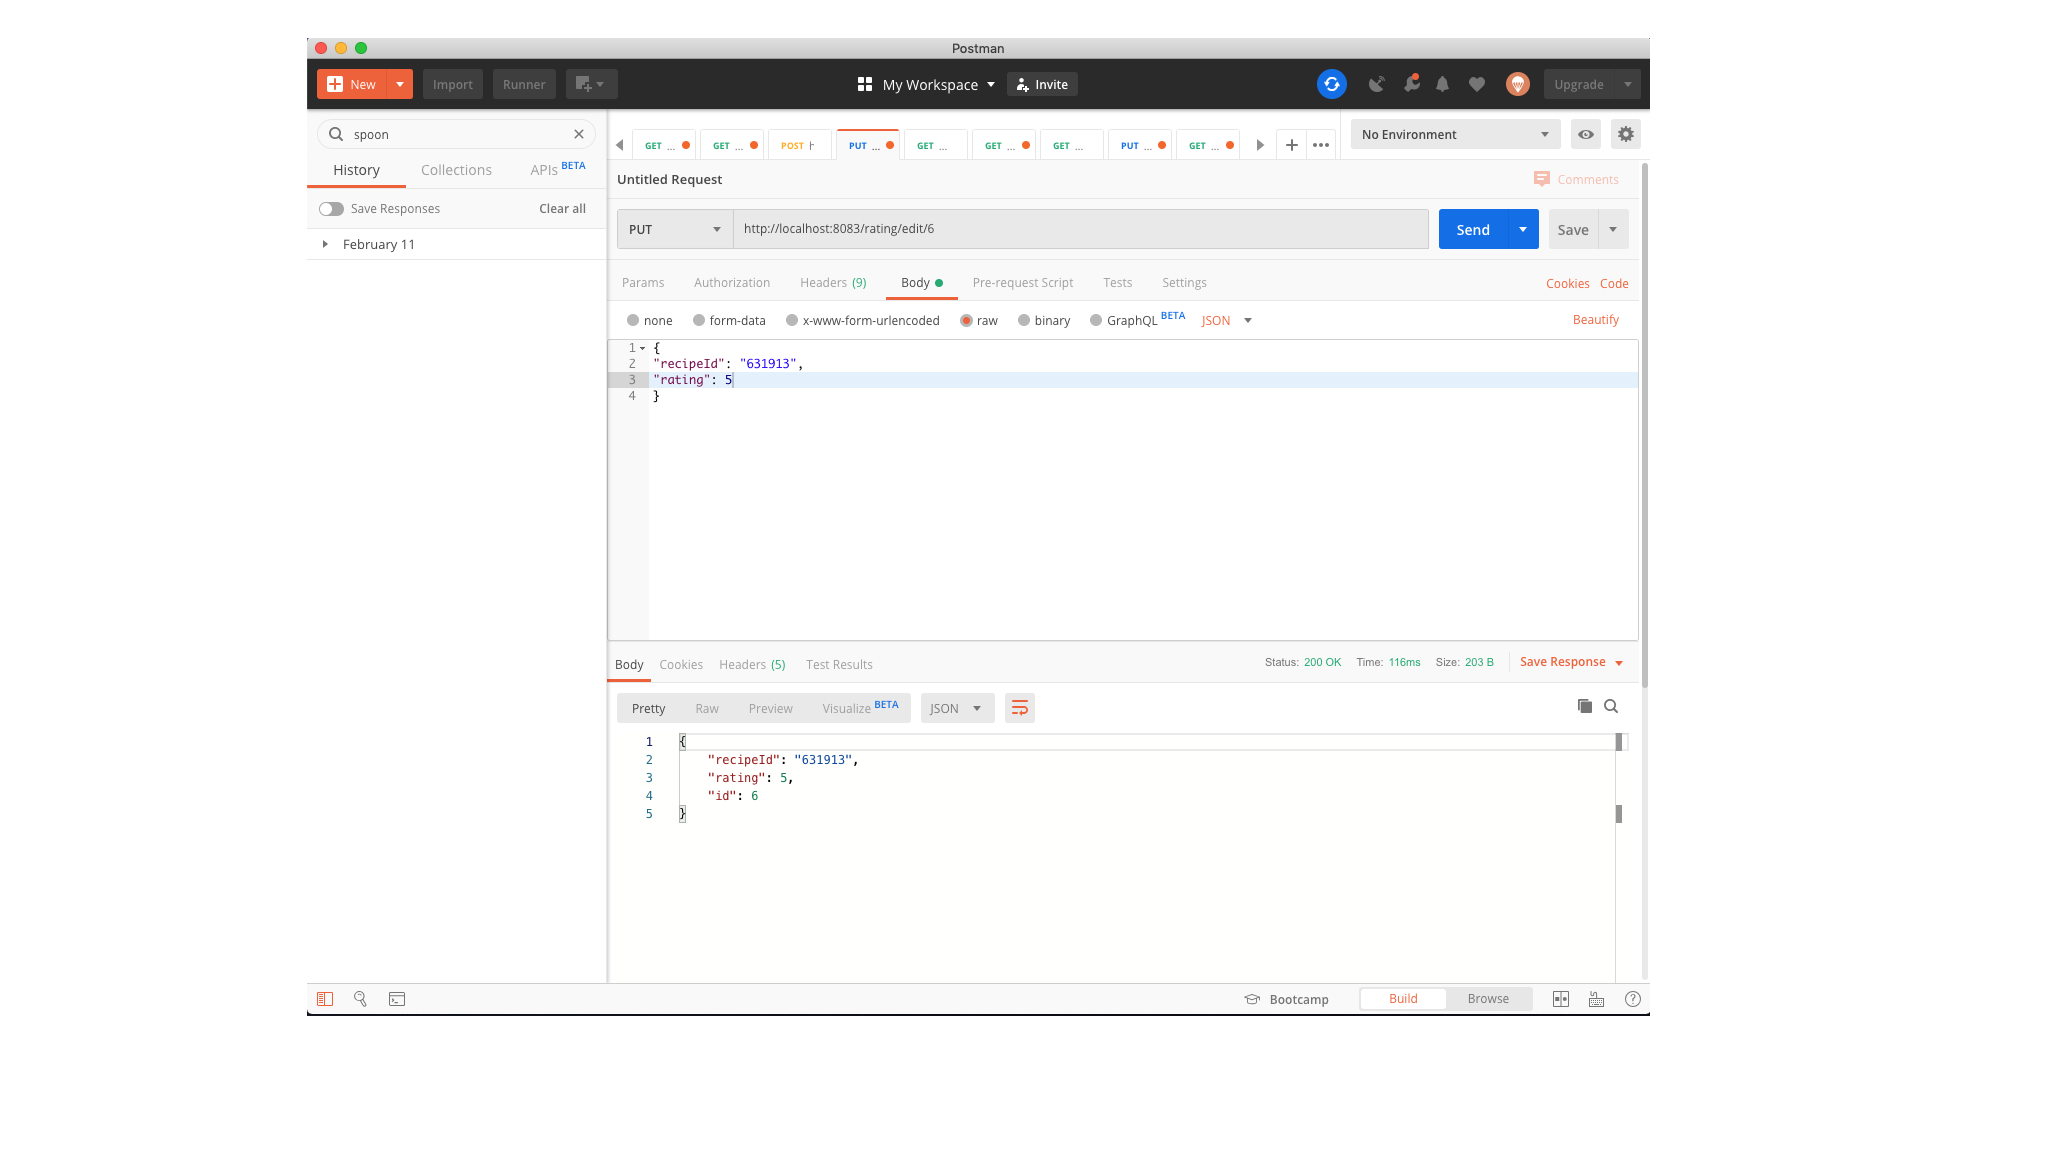 Postman
New
Import
Runner
My Workspace
Invite
Upgrade
spoon
History
Collections
APIs BETA
Save Responses
Clear all
February 11
GET ...
GET ...
POST
PUT ...
GET ...
GET ...
GET ...
PUT ...
GET ...
No Environment
Untitled Request
Comments
PUT
http://localhost:8083/rating/edit/6
Send
Save
Params
Authorization
Headers (9)
Body
Pre-request Script
Tests
Settings
Cookies
Code
none
form-data
x-www-form-urlencoded
raw
binary
GraphQL BETA
JSON
Beautify
1 {
2 "recipeId": "631913",
3 "rating": 5
4 }
Body
Cookies
Headers (5)
Test Results
Status: 200 OK
Time: 116ms
Size: 203 B
Save Response
Pretty
Raw
Preview
Visualize BETA
JSON
1 {
2 "recipeId": "631913",
3 "rating": 5,
4 "id": 6
5 }
Bootcamp
Build
Browse